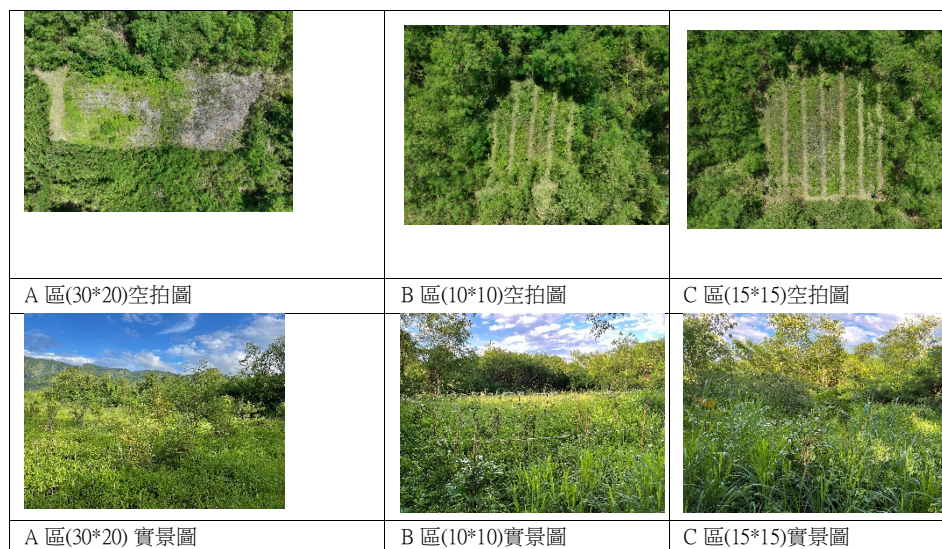 A 區(30*20)空拍圖
B 區(10*10)空拍圖
C 區(15*15)空拍圖
A 區(30*20) 實景圖
B 區(10*10)實景圖
C 區(15*15)實景圖